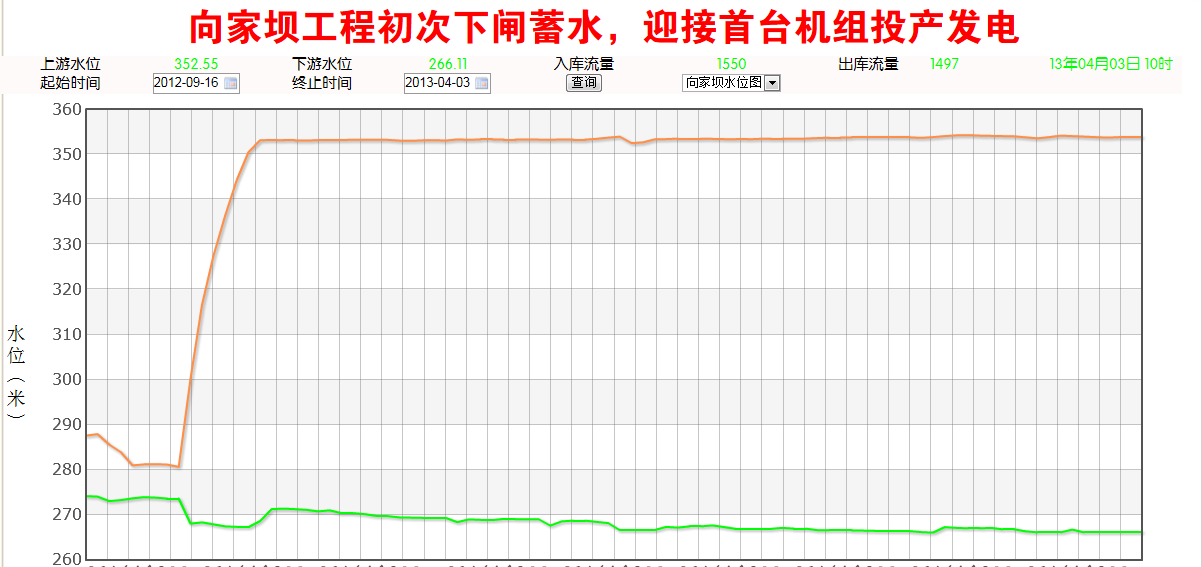 向家坝工程初次下闸蓄水，迎接首台机组投产发电
上游水位 352.55 下游水位 266.11 入库流量 1550 出库流量 1497 13年04月03日 10时
起始时间 2012-09-16 终止时间 2013-04-03 查询 向家坝水位图
360
350
340
330
320
310
300
290
280
270
260
水位（米）